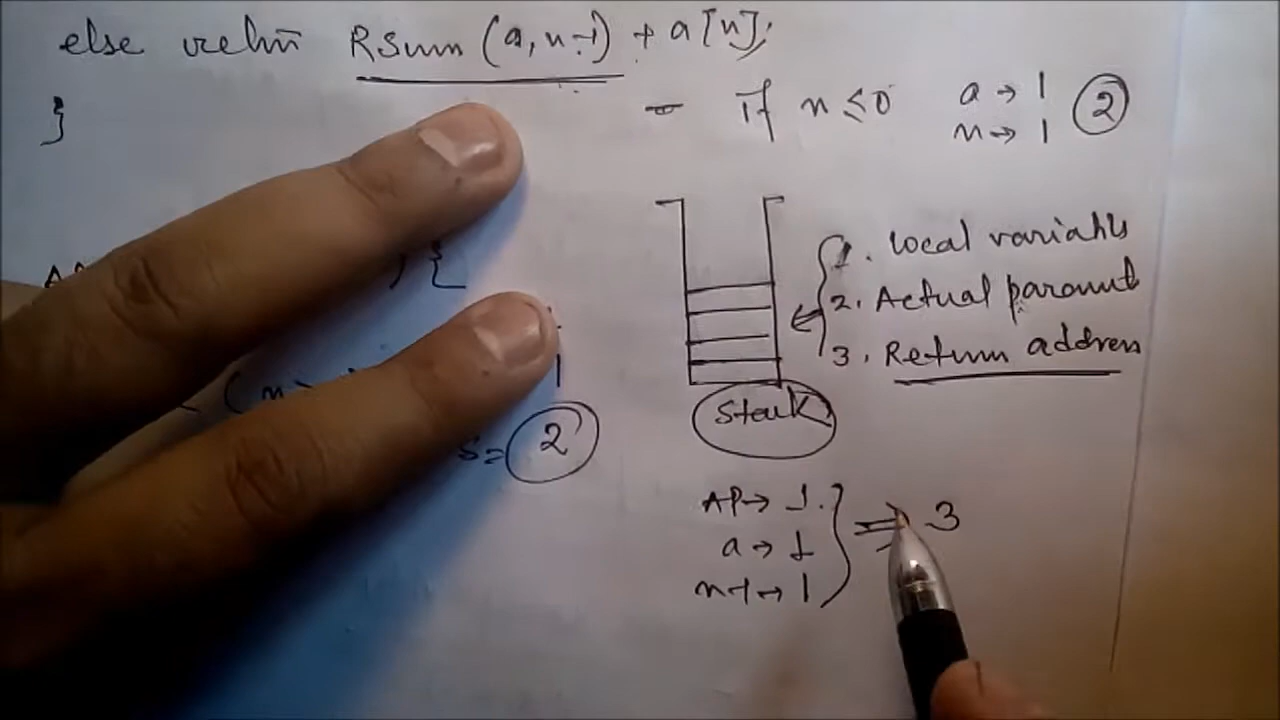 else return RSum (a, n-1) + a[n];
}
- If n ≤ 0
a → 1
n → 1
2
{
1. Local variables
2. Actual paramet
3. Return address
Stack
S = 2
AP → 1.
a → 1
n-1 → 1
} ⇒ 3